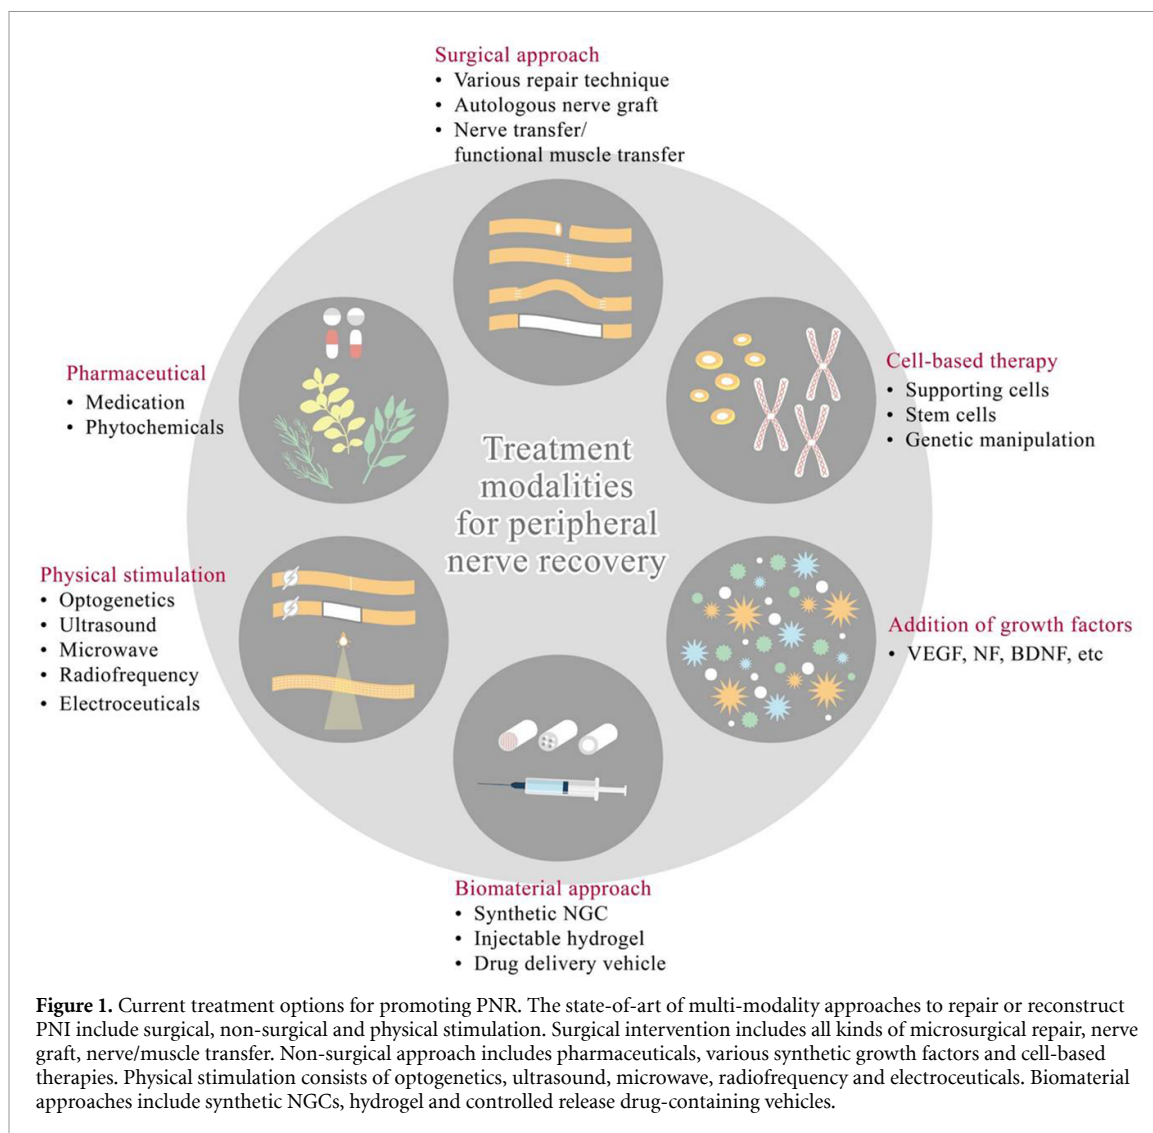 Surgical approach
• Various repair technique
• Autologous nerve graft
• Nerve transfer/
functional muscle transfer
Pharmaceutical
• Medication
• Phytochemicals
Cell-based therapy
• Supporting cells
• Stem cells
• Genetic manipulation
Treatment
modalities
for peripheral
nerve recovery
Physical stimulation
• Optogenetics
• Ultrasound
• Microwave
• Radiofrequency
• Electroceuticals
Addition of growth factors
• VEGF, NF, BDNF, etc
Biomaterial approach
• Synthetic NGC
• Injectable hydrogel
• Drug delivery vehicle
Figure 1. Current treatment options for promoting PNR. The state-of-art of multi-modality approaches to repair or reconstruct
PNI include surgical, non-surgical and physical stimulation. Surgical intervention includes all kinds of microsurgical repair, nerve
graft, nerve/muscle transfer. Non-surgical approach includes pharmaceuticals, various synthetic growth factors and cell-based
therapies. Physical stimulation consists of optogenetics, ultrasound, microwave, radiofrequency and electroceuticals. Biomaterial
approaches include synthetic NGCs, hydrogel and controlled release drug-containing vehicles.